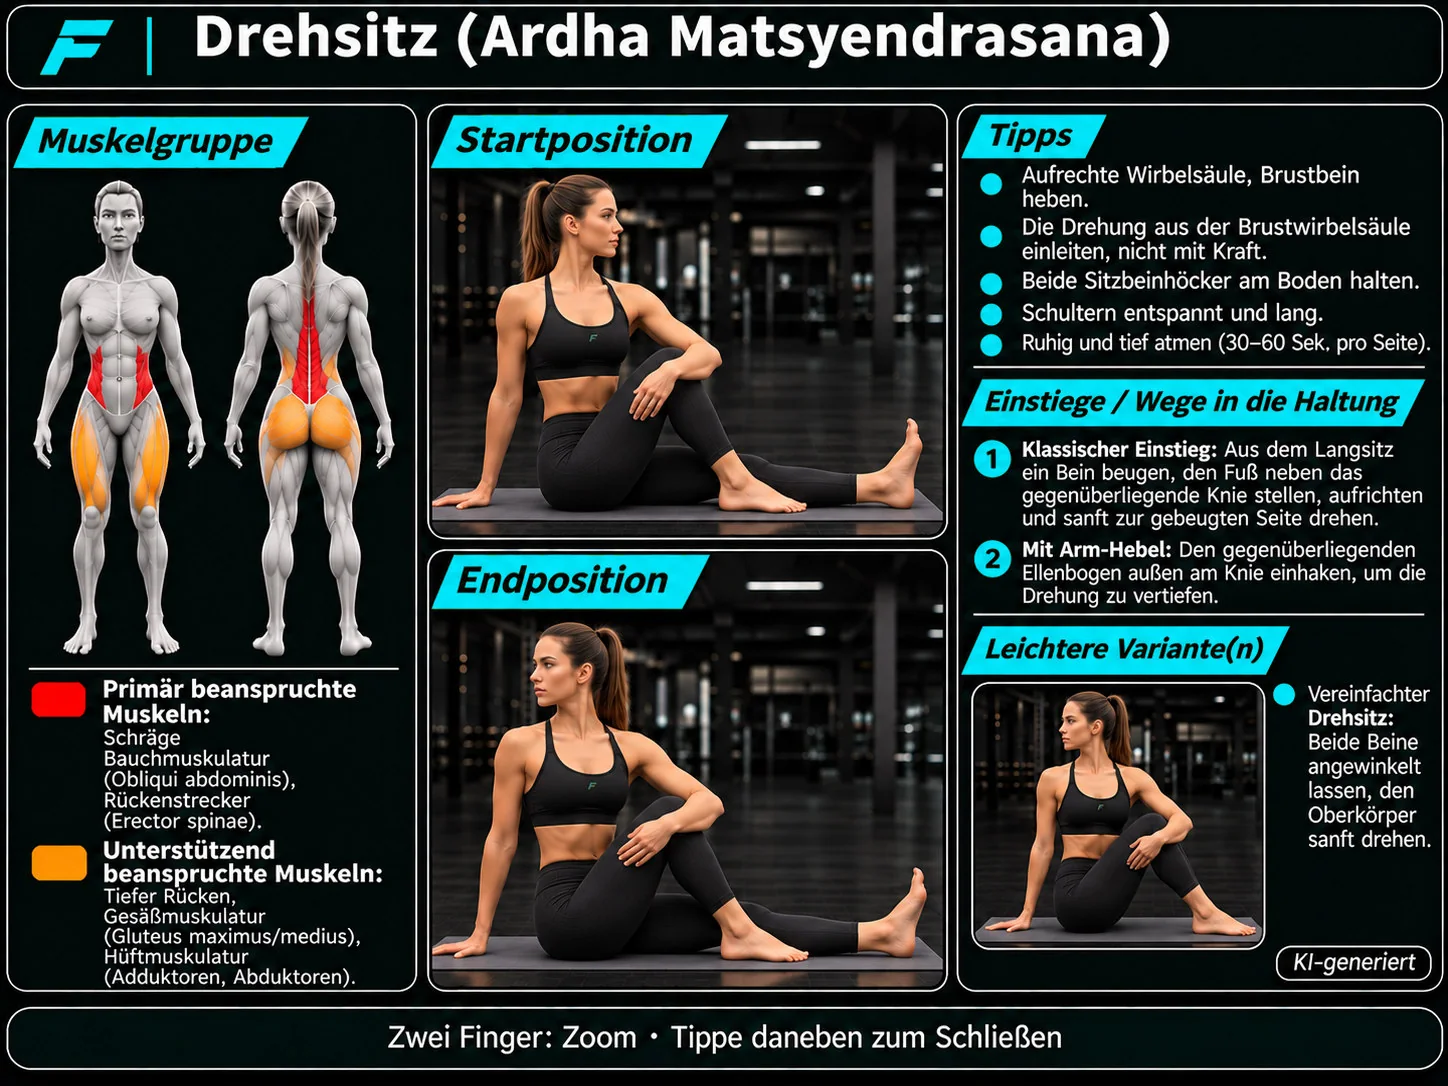 Drehsitz (Ardha Matsyendrasana)
Muskelgruppe
Primär beanspruchte
Muskeln:
Schräge
Bauchmuskulatur
(Obliqui abdominis),
Rückenstrecker
(Erector spinae).
Unterstützend
beanspruchte Muskeln:
Tiefer Rücken,
Gesäßmuskulatur
(Gluteus maximus/medius),
Hüftmuskulatur
(Adduktoren, Abduktoren).
Startposition
Endposition
Tipps
Aufrechte Wirbelsäule, Brustbein
heben.
Die Drehung aus der Brustwirbelsäule
einleiten, nicht mit Kraft.
Beide Sitzbeinhöcker am Boden halten.
Schultern entspannt und lang.
Ruhig und tief atmen (30–60 Sek. pro Seite).
Einstiege / Wege in die Haltung
1 Klassischer Einstieg: Aus dem Langsitz
ein Bein beugen, den Fuß neben das
gegenüberliegende Knie stellen, aufrichten
und sanft zur gebeugten Seite drehen.
2 Mit Arm-Hebel: Den gegenüberliegenden
Ellenbogen außen am Knie einhaken, um die
Drehung zu vertiefen.
Leichtere Variante(n)
Vereinfachter
Drehsitz:
Beide Beine
angewinkelt
lassen, den
Oberkörper
sanft drehen.
KI-generiert
Zwei Finger: Zoom • Tippe daneben zum Schließen